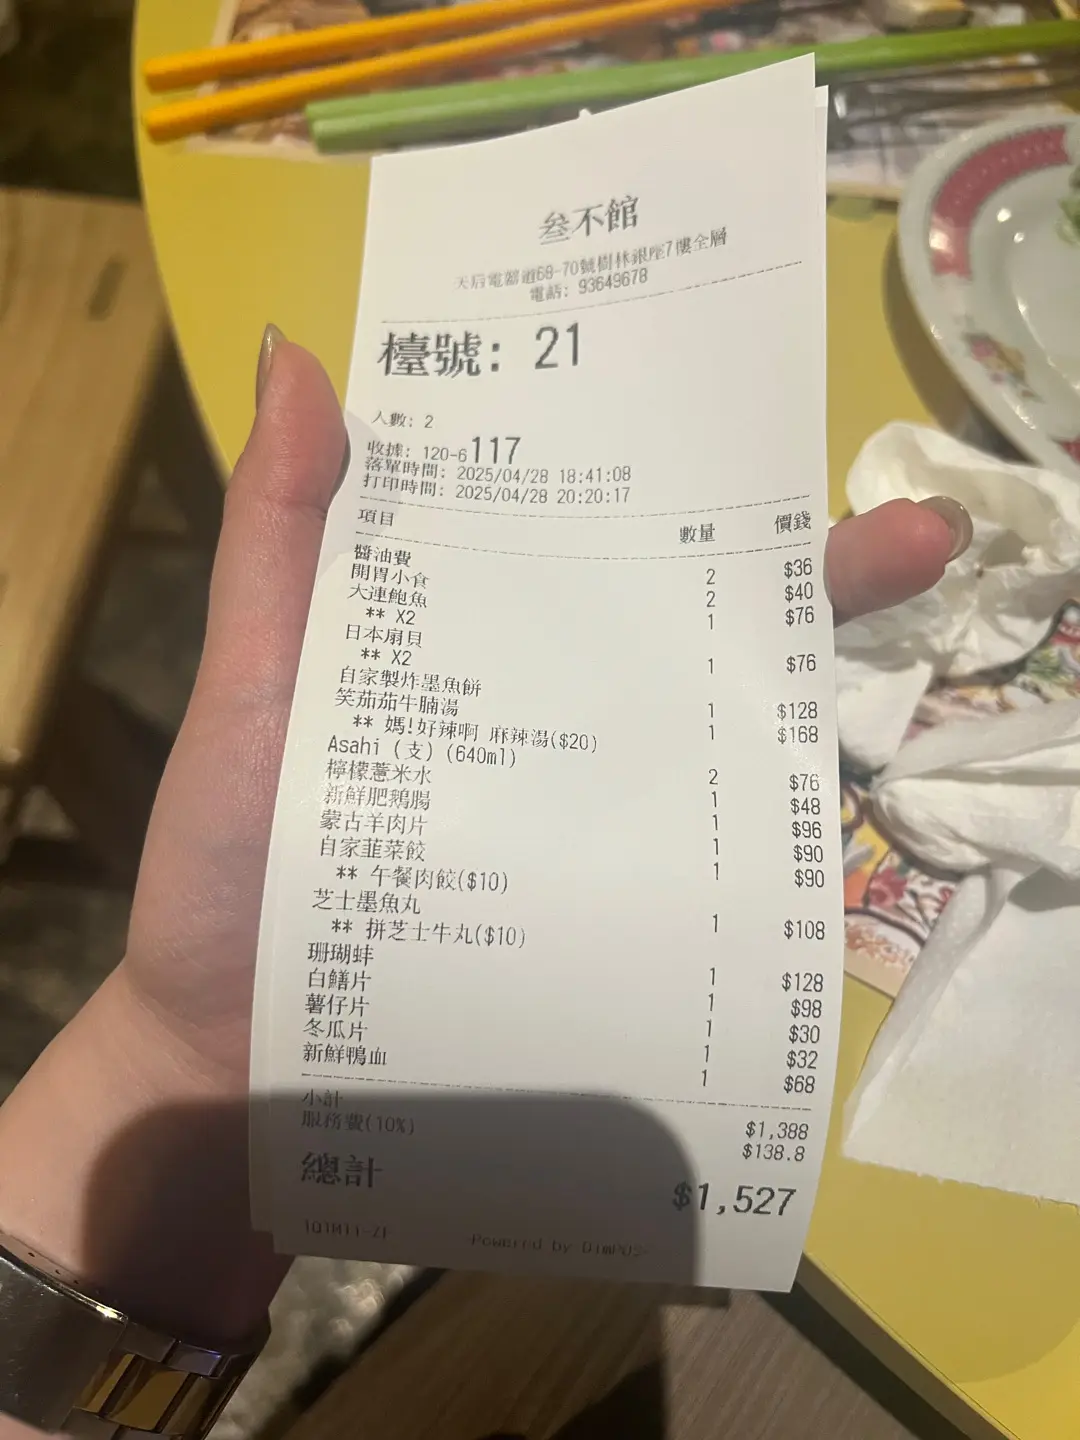 叁不館
天后電器道68-70號樹林銀座7樓全層
電話: 93649678
檯號: 21
人數: 2
收據: 120-6117
落單時間: 2025/04/28 18:41:08
打印時間: 2025/04/28 20:20:17
項目 數量 價錢
醬油費 2 $36
開胃小食 2 $40
大連鮑魚 1 $76
** X2
日本扇貝 1 $76
** X2
自家製炸墨魚餅 1 $128
笑茄茄牛腩湯 1 $168
** 媽!好辣啊 麻辣湯($20)
Asahi (支) (640ml) 2 $76
檸檬薏米水 1 $48
新鮮肥鵝腸 1 $96
蒙古羊肉片 1 $90
自家韮菜餃 1 $90
** 午餐肉餃($10)
芝士墨魚丸 1 $108
** 拼芝士牛丸($10)
珊瑚蚌 1 $128
白鱔片 1 $98
薯仔片 1 $30
冬瓜片 1 $32
新鮮鴨血 1 $68
小計 $1,388
服務費(10%) $138.8
總計 $1,527
-Powered by DimPOS-